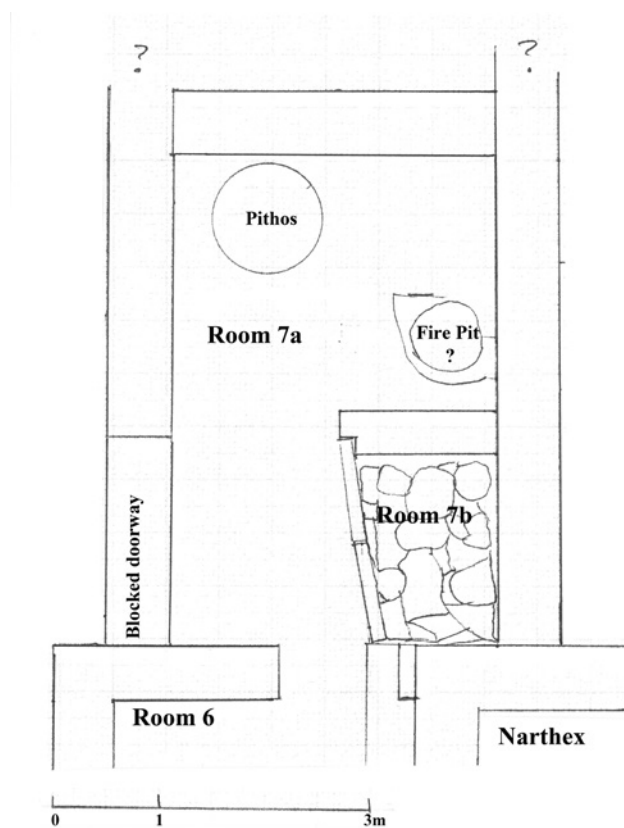 ? ?
Pithos
Room 7a
Fire Pit
?
Room 7b
Blocked doorway
Room 6
Narthex
0 1 3m